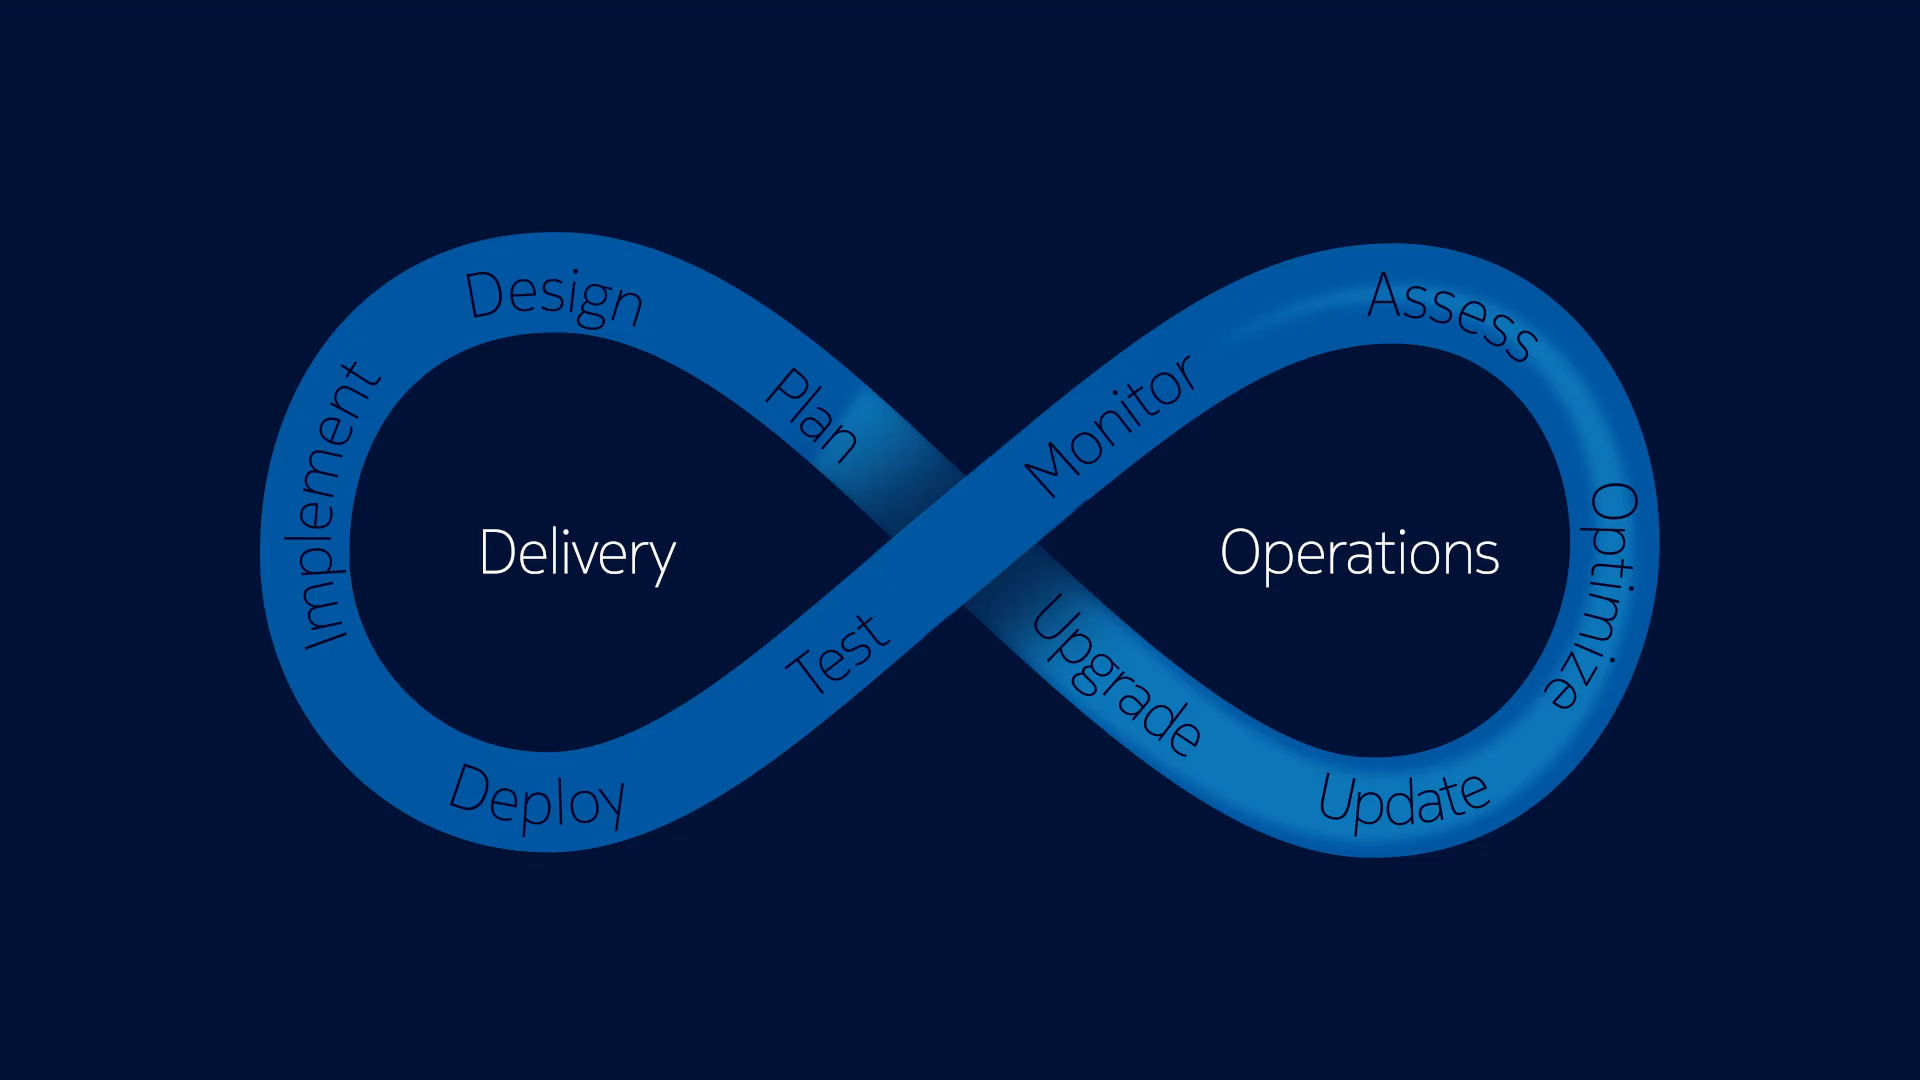 Plan
Design
Implement
Deploy
Test
Monitor
Assess
Optimize
Update
Upgrade
Delivery
Operations